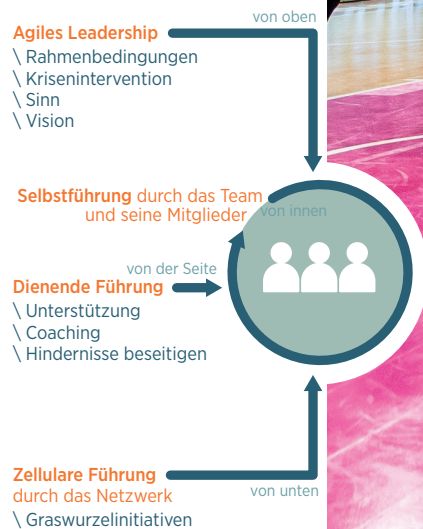 von oben
Agiles Leadership
\ Rahmenbedingungen
\ Krisenintervention
\ Sinn
\ Vision
Selbstführung durch das Team
und seine Mitglieder
von innen
von der Seite
Dienende Führung
\ Unterstützung
\ Coaching
\ Hindernisse beseitigen
Zellulare Führung
durch das Netzwerk
von unten
\ Graswurzelinitiativen